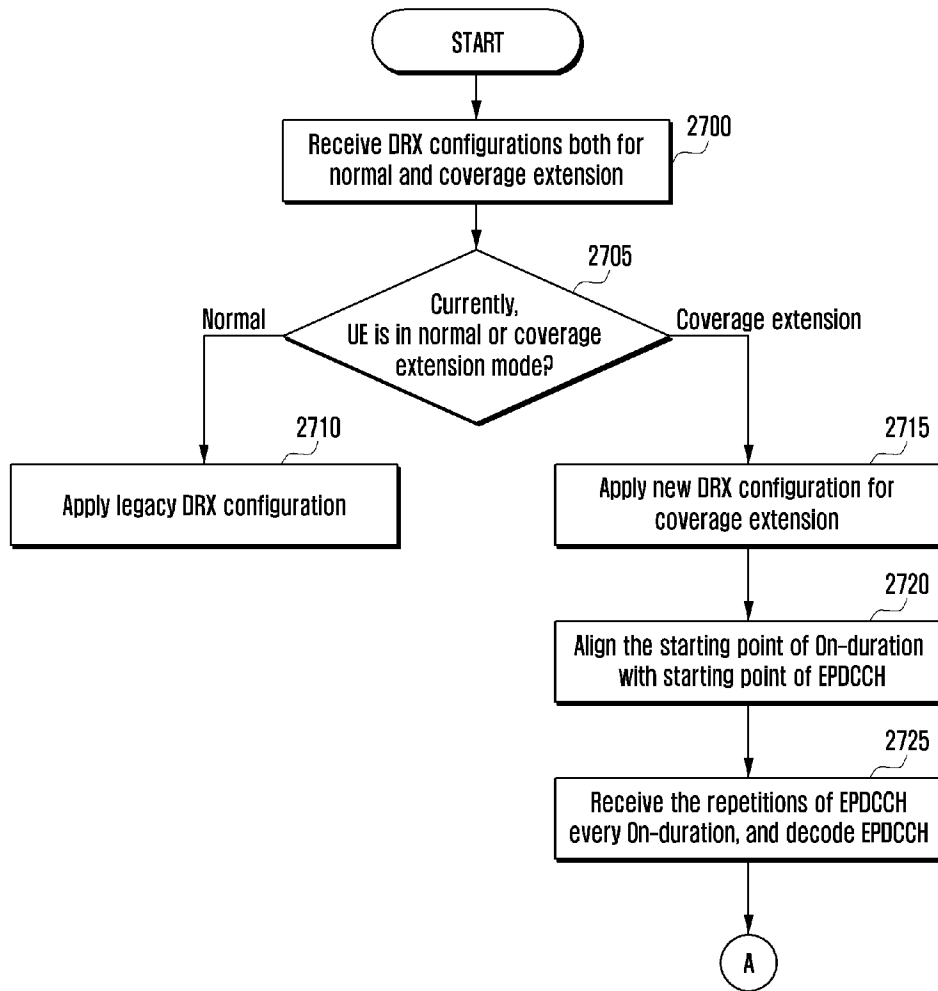 START
2700
Receive DRX configurations both for
normal and coverage extension
2705
Currently,
UE is in normal or coverage
extension mode?
Normal
Coverage extension
2710
Apply legacy DRX configuration
2715
Apply new DRX configuration for
coverage extension
2720
Align the starting point of On-duration
with starting point of EPDCCH
2725
Receive the repetitions of EPDCCH
every On-duration, and decode EPDCCH
A